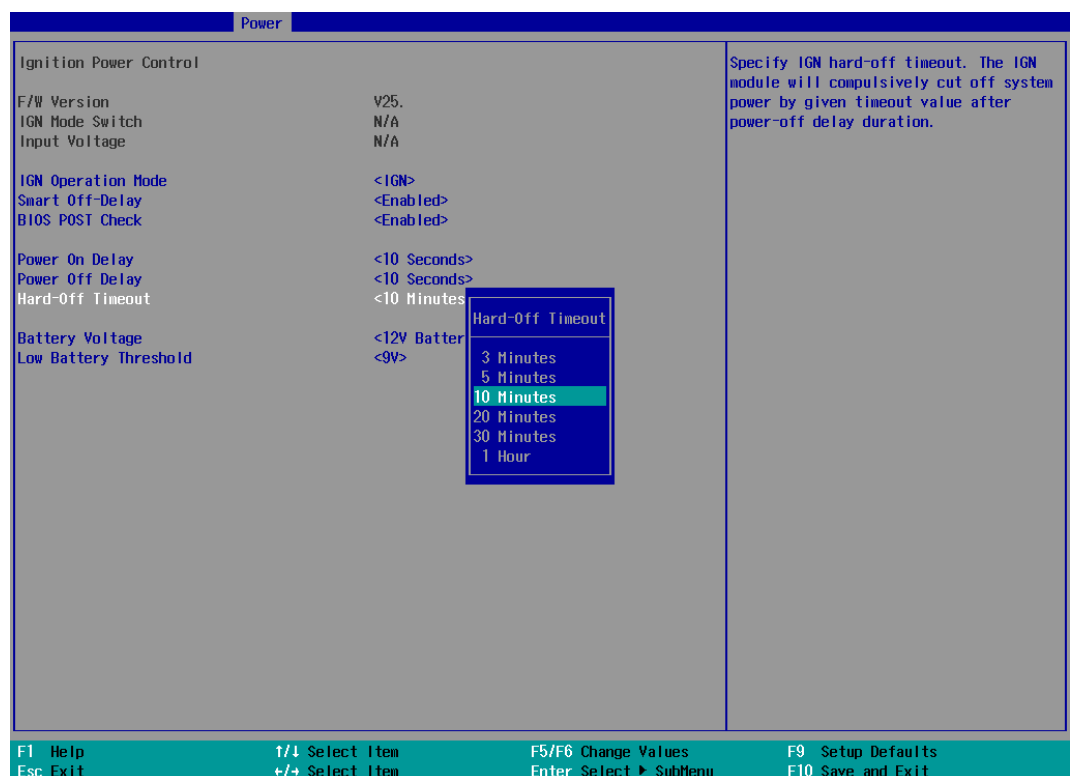 Power
Ignition Power Control
F/W Version V25.
IGN Mode Switch N/A
Input Voltage N/A
IGN Operation Mode <IGN>
Smart Off-Delay <Enabled>
BIOS POST Check <Enabled>
Power On Delay <10 Seconds>
Power Off Delay <10 Seconds>
Hard-Off Timeout <10 Minutes
Battery Voltage <12V Batter
Low Battery Threshold <9V>
Hard-Off Timeout
3 Minutes
5 Minutes
10 Minutes
20 Minutes
30 Minutes
1 Hour
Specify IGN hard-off timeout. The IGN
module will compulsively cut off system
power by given timeout value after
power-off delay duration.
F1 Help ↑/↓ Select Item F5/F6 Change Values F9 Setup Defaults
Esc Exit ←/→ Select Item Enter Select ▶ SubMenu F10 Save and Exit